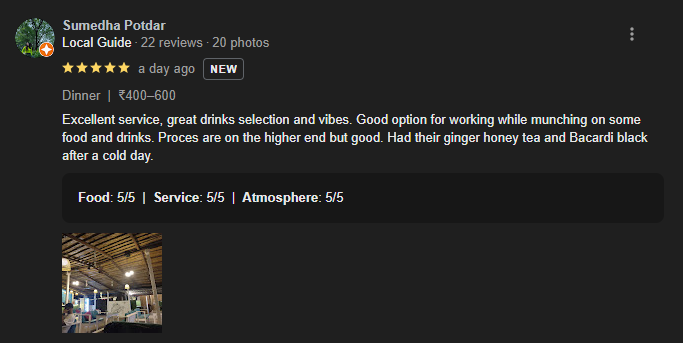 Sumedha Potdar
Local Guide · 22 reviews · 20 photos
a day ago NEW
Dinner | ₹400–600
Excellent service, great drinks selection and vibes. Good option for working while munching on some
food and drinks. Proces are on the higher end but good. Had their ginger honey tea and Bacardi black
after a cold day.
Food: 5/5 | Service: 5/5 | Atmosphere: 5/5